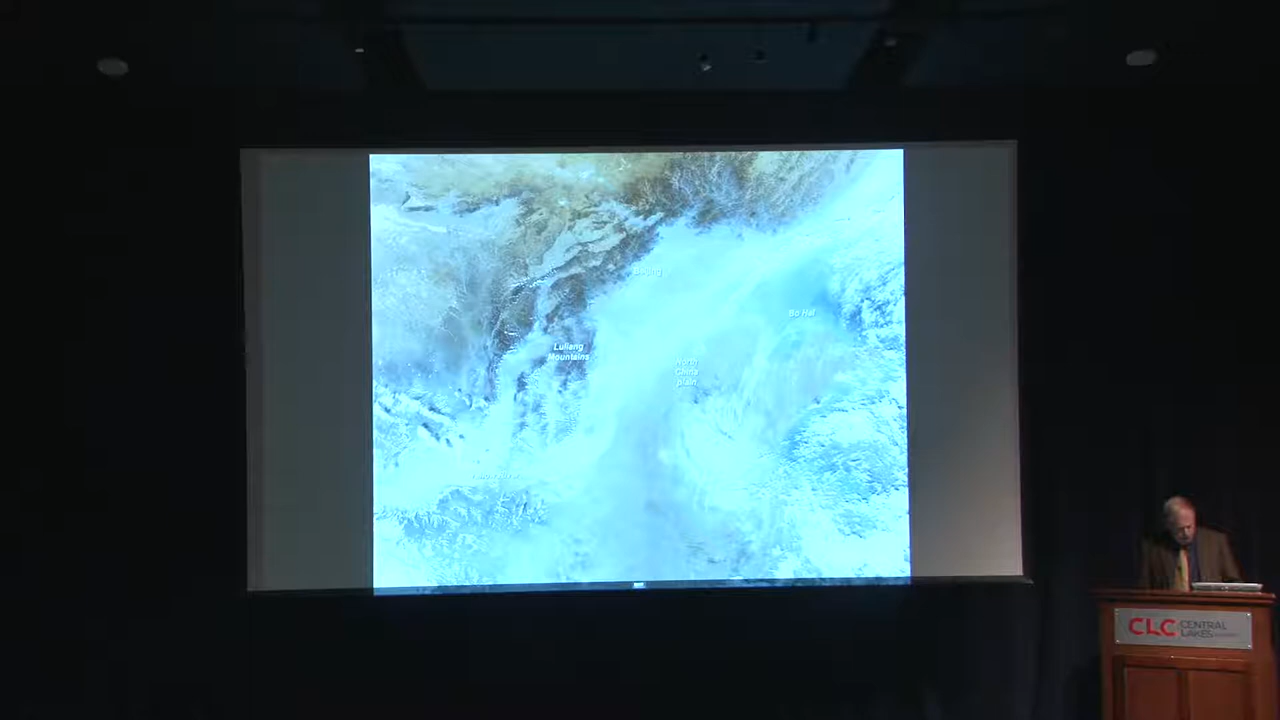 Beijing
Bo Hai
Luliang
Mountains
North
China
plain
CLC CENTRAL
LAKES